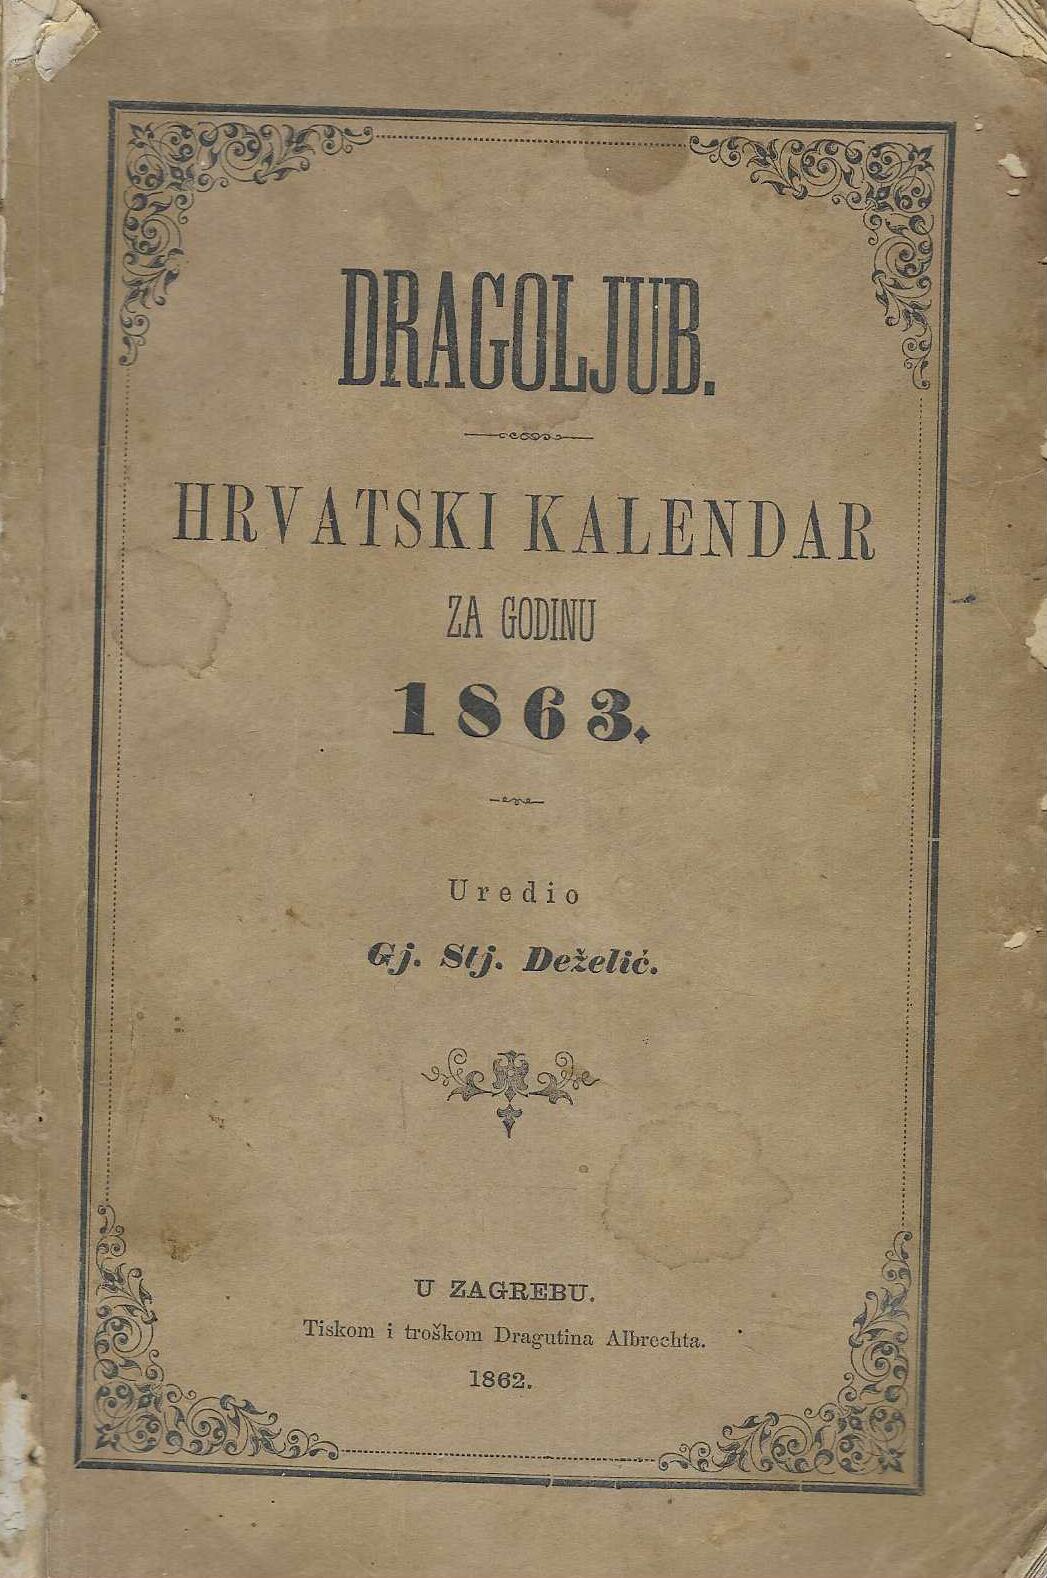 DRAGOLJUB.
HRVATSKI KALENDAR
ZA GODINU
1863.
Uredio
Gj. Stj. Deželić.
U ZAGREBU.
Tiskom i troškom Dragutina Albrechta.
1862.